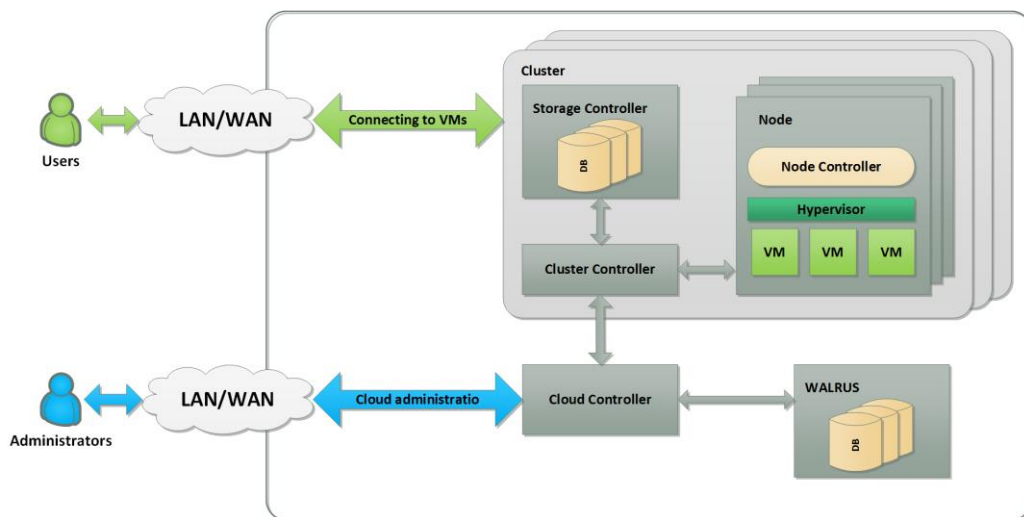 Cluster
Storage Controller
DB
Node
Node Controller
Hypervisor
VM
VM
VM
Cluster Controller
Users
LAN/WAN
Connecting to VMs
Administrators
LAN/WAN
Cloud administratio
Cloud Controller
WALRUS
DB